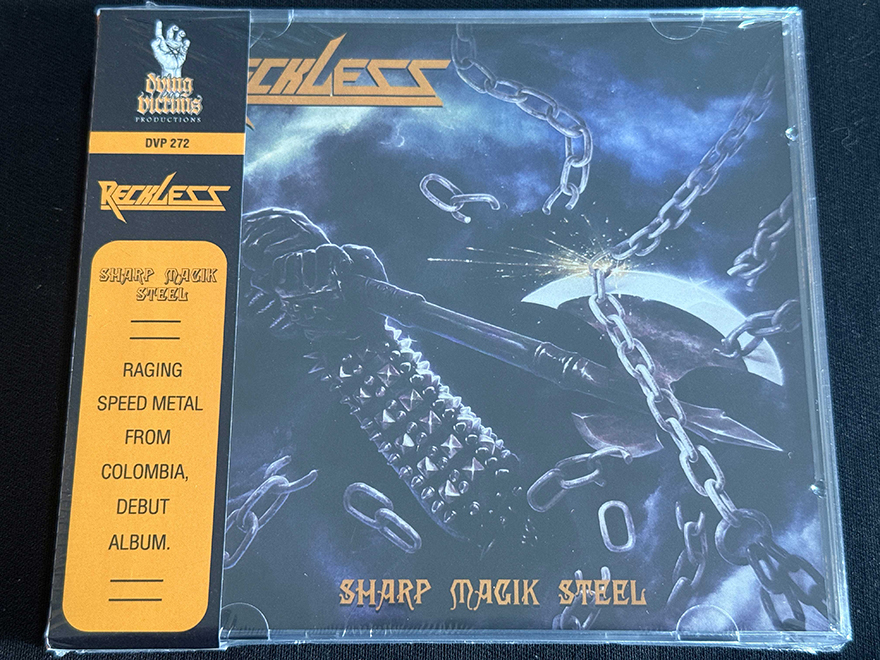 dying
victims
PRODUCTIONS
DVP 272
RECKLESS
SHARP MAGIK
STEEL
RAGING
SPEED METAL
FROM
COLOMBIA,
DEBUT
ALBUM.
ECKLESS
SHARP MAGIK STEEL